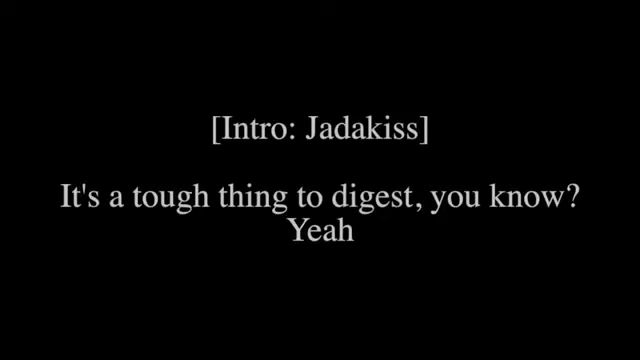 [Intro: Jadakiss]
It's a tough thing to digest, you know?
Yeah